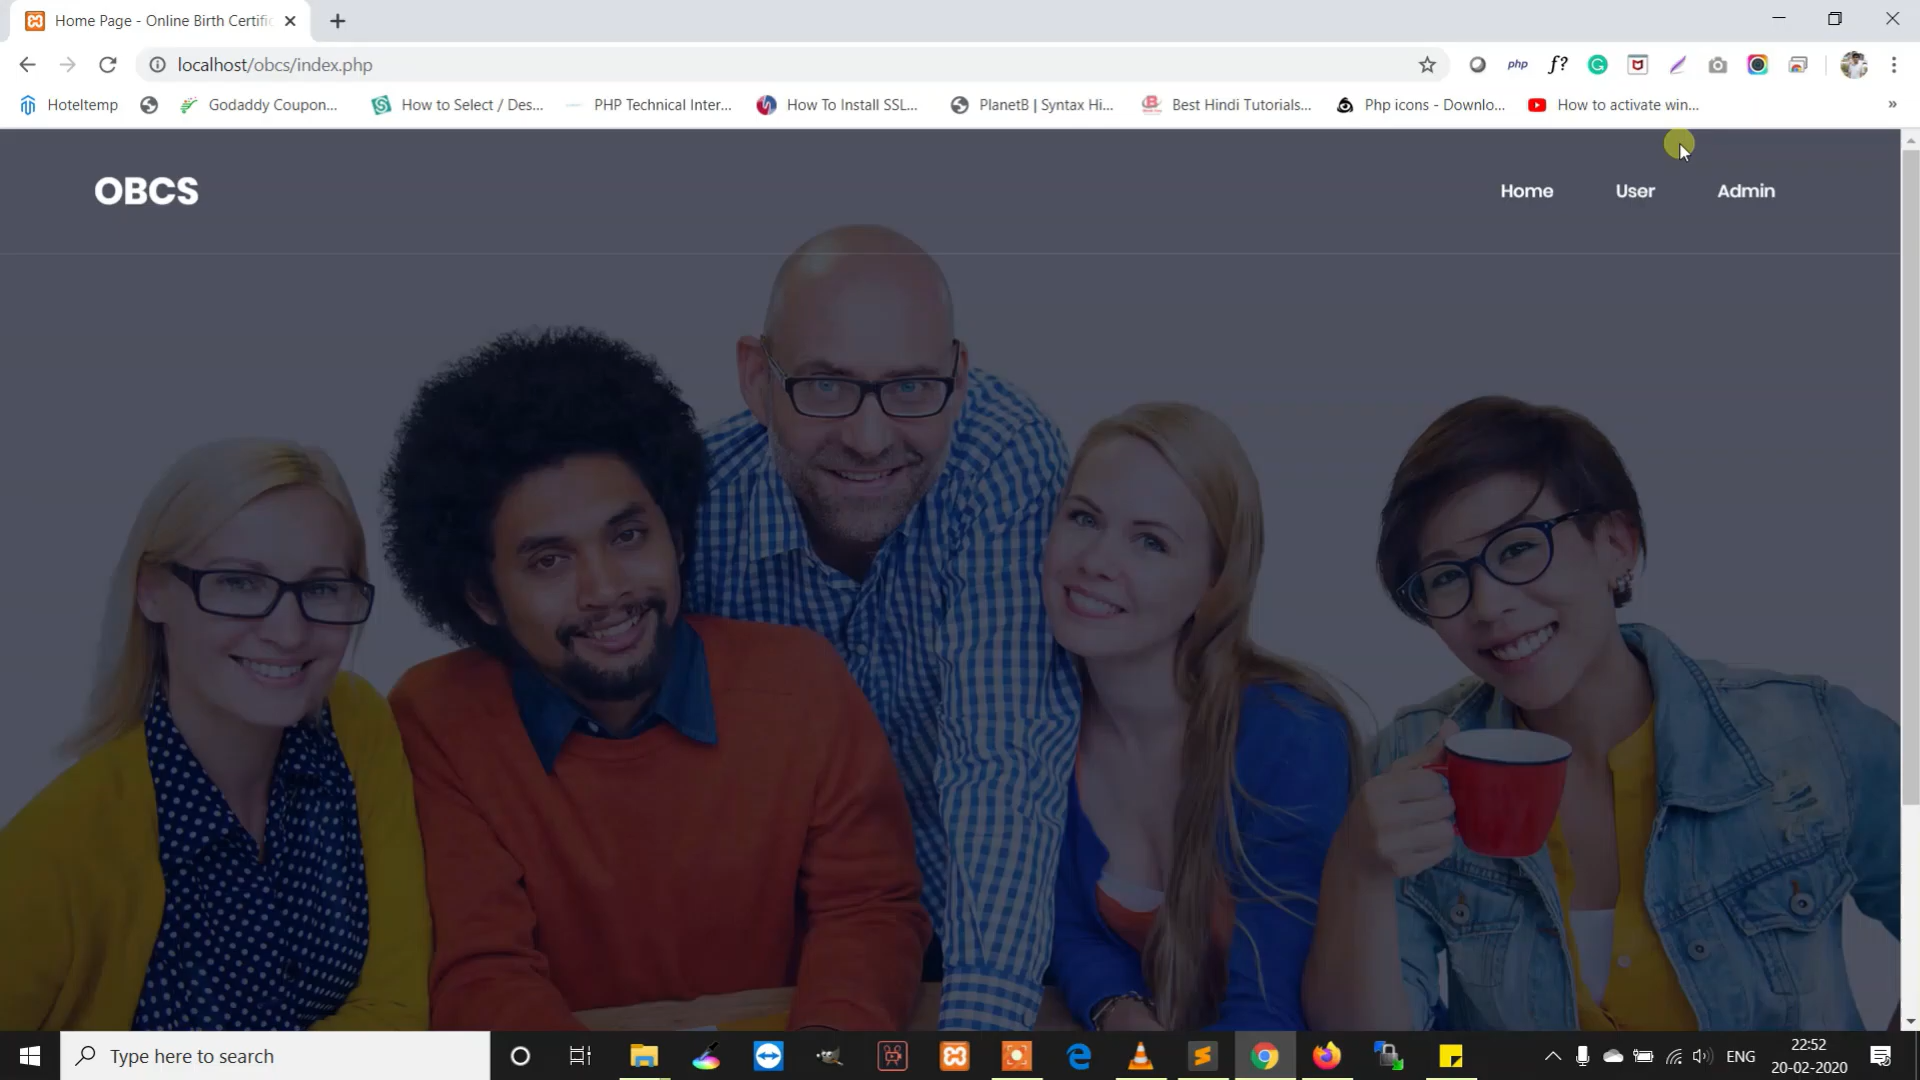 Home Page - Online Birth Certific
localhost/obcs/index.php
php
f?
Hoteltemp
Godaddy Coupon...
How to Select / Des...
PHP Technical Inter...
How To Install SSL...
PlanetB | Syntax Hi...
Best Hindi Tutorials...
Php icons - Downlo...
How to activate win...
»
OBCS
Home
User
Admin
Type here to search
ENG
22:52
20-02-2020